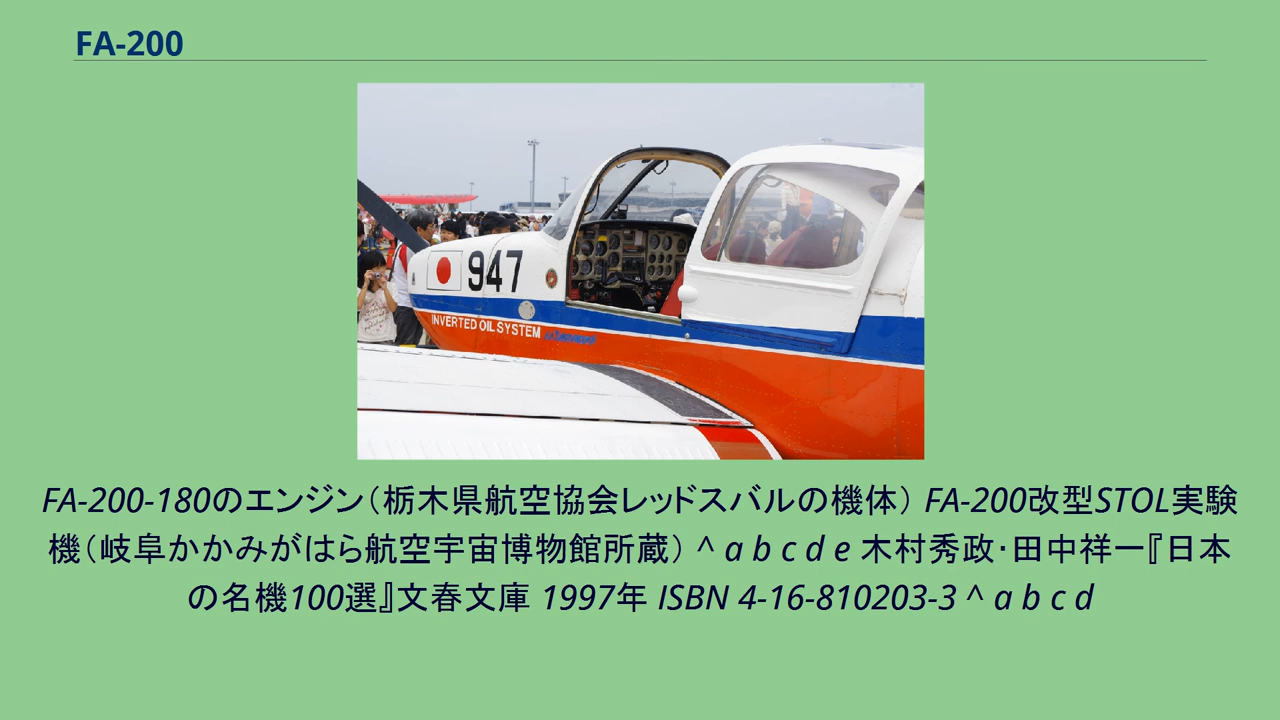 FA-200
947
INVERTED OIL SYSTEM
FA-200-180のエンジン（栃木県航空協会レッドスバルの機体） FA-200改型STOL実験
機（岐阜かかみがはら航空宇宙博物館所蔵） ^ a b c d e 木村秀政·田中祥一『日本
の名機100選』文春文庫 1997年 ISBN 4-16-810203-3 ^ a b c d